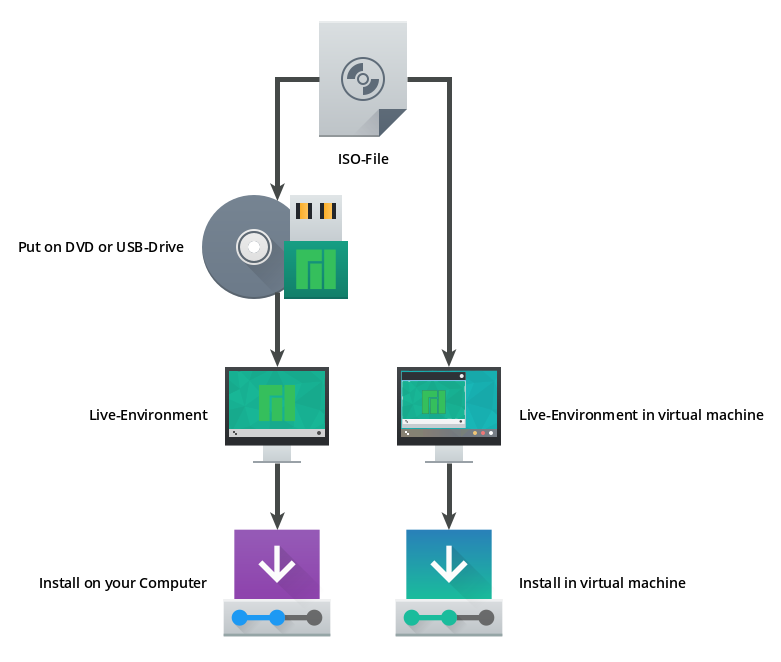 ISO-File
Put on DVD or USB-Drive
Live-Environment
Live-Environment in virtual machine
Install on your Computer
Install in virtual machine